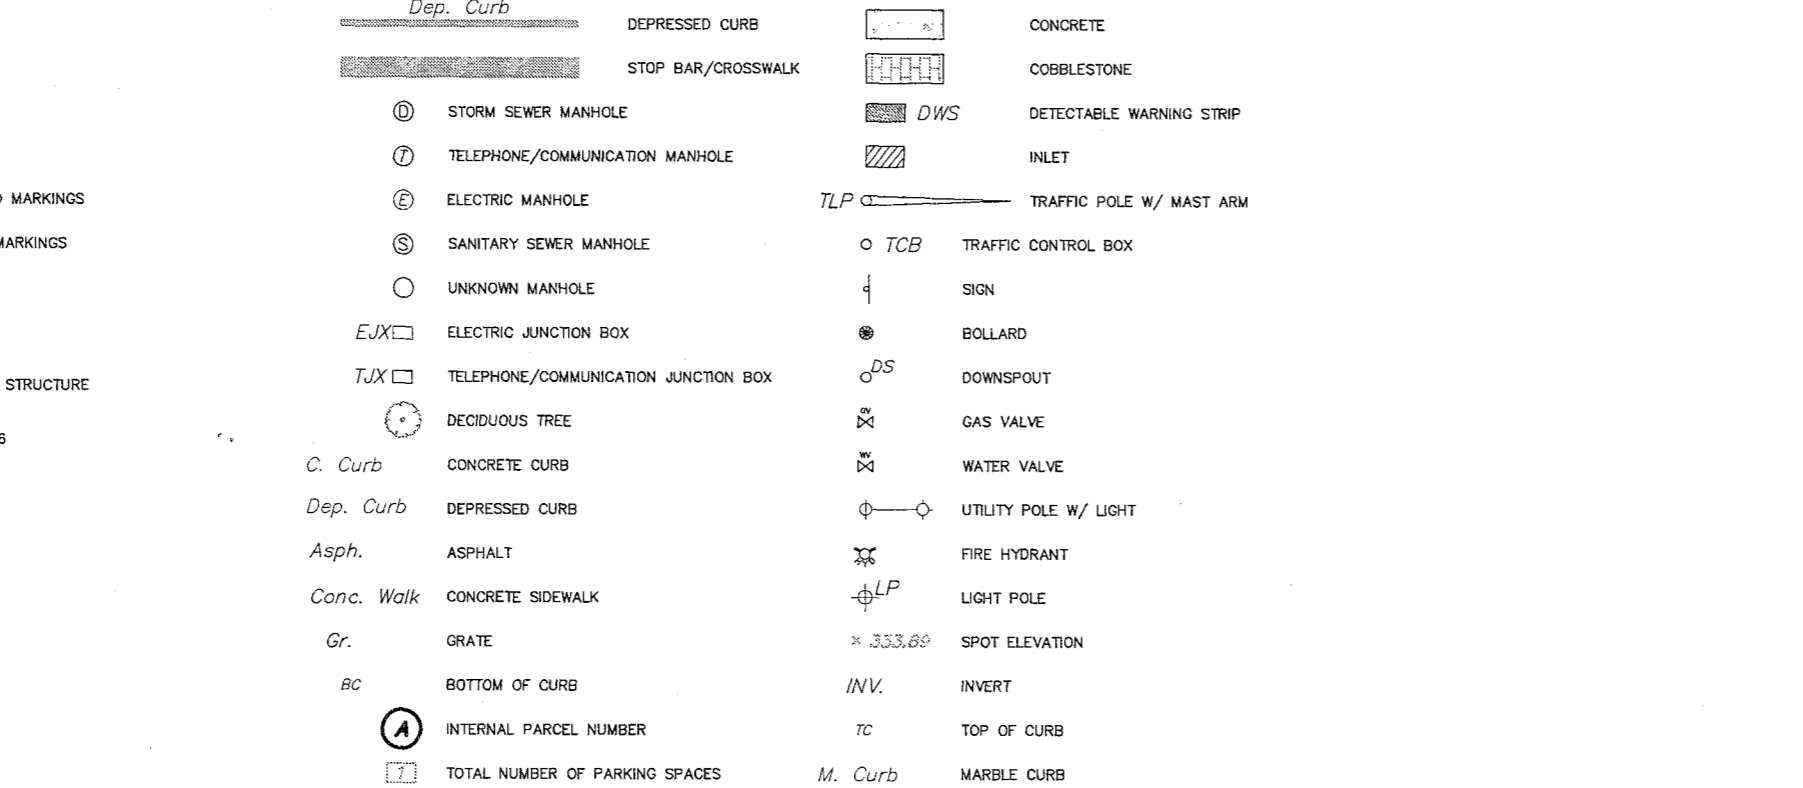 MARKINGS
MARKINGS
STRUCTURE
6
Dep. Curb DEPRESSED CURB
STOP BAR/CROSSWALK
D STORM SEWER MANHOLE
T TELEPHONE/COMMUNICATION MANHOLE
E ELECTRIC MANHOLE
S SANITARY SEWER MANHOLE
UNKNOWN MANHOLE
EJX ELECTRIC JUNCTION BOX
TJX TELEPHONE/COMMUNICATION JUNCTION BOX
DECIDUOUS TREE
C. Curb CONCRETE CURB
Dep. Curb DEPRESSED CURB
Asph. ASPHALT
Conc. Walk CONCRETE SIDEWALK
Gr. GRATE
BC BOTTOM OF CURB
A INTERNAL PARCEL NUMBER
7 TOTAL NUMBER OF PARKING SPACES
CONCRETE
COBBLESTONE
DWS DETECTABLE WARNING STRIP
INLET
TLP TRAFFIC POLE W/ MAST ARM
TCB TRAFFIC CONTROL BOX
SIGN
BOLLARD
DS DOWNSPOUT
GV GAS VALVE
WV WATER VALVE
UTILITY POLE W/ LIGHT
FIRE HYDRANT
LP LIGHT POLE
× 333.89 SPOT ELEVATION
INV. INVERT
TC TOP OF CURB
M. Curb MARBLE CURB